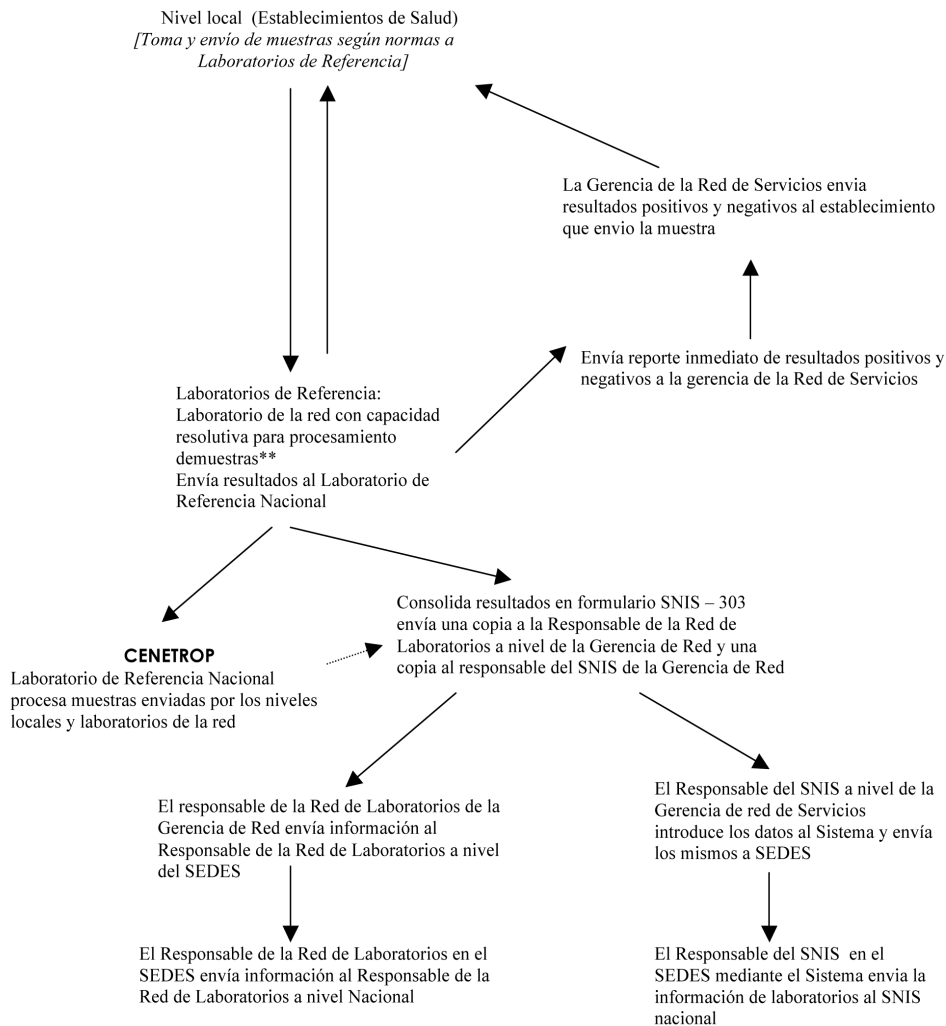 Nivel local  (Establecimientos de Salud)
[Toma y envío de muestras según normas a
Laboratorios de Referencia]
La Gerencia de la Red de Servicios envia
resultados positivos y negativos al establecimiento
que envio la muestra
Envía reporte inmediato de resultados positivos y
negativos a la gerencia de la Red de Servicios
Laboratorios de Referencia:
Laboratorio de la red con capacidad
resolutiva para procesamiento
demuestras**
Envía resultados al Laboratorio de
Referencia Nacional
Consolida resultados en formulario SNIS – 303
envía una copia a la Responsable de la Red de
Laboratorios a nivel de la Gerencia de Red y una
copia al responsable del SNIS de la Gerencia de Red
CENETROP
Laboratorio de Referencia Nacional
procesa muestras enviadas por los niveles
locales y laboratorios de la red
El responsable de la Red de Laboratorios de la
Gerencia de Red envía información al
Responsable de la Red de Laboratorios a nivel
del SEDES
El Responsable del SNIS a nivel de la
Gerencia de red de Servicios
introduce los datos al Sistema y envía
los mismos a SEDES
El Responsable de la Red de Laboratorios en el
SEDES envía información al Responsable de la
Red de Laboratorios a nivel Nacional
El Responsable del SNIS  en el
SEDES mediante el Sistema envia la
información de laboratorios al SNIS
nacional